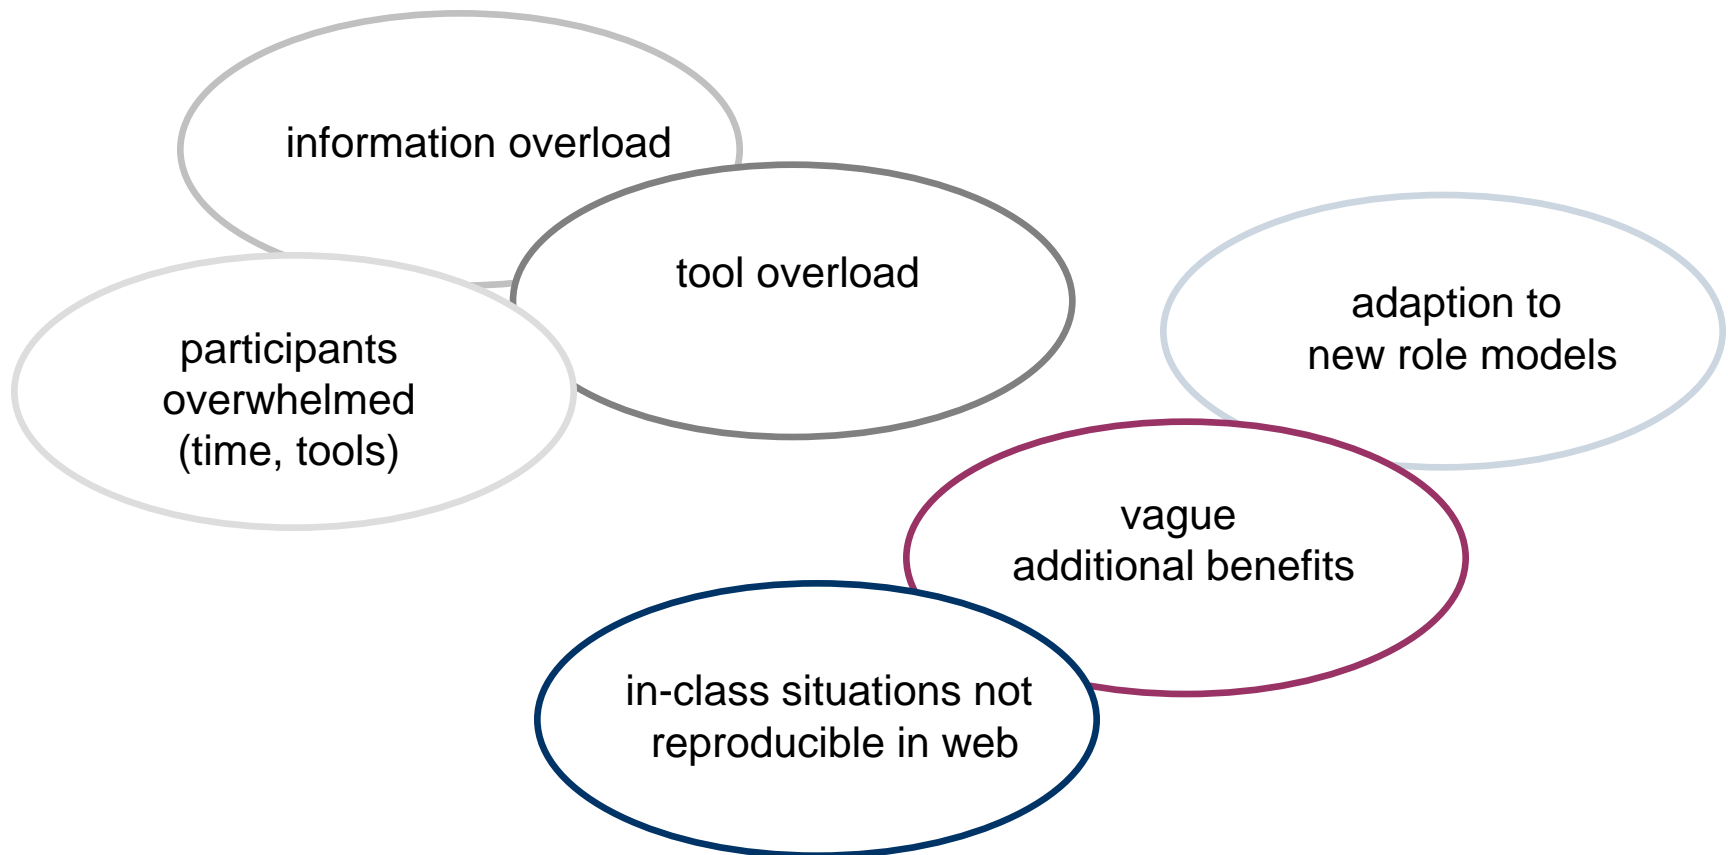 information overload
tool overload
participants
overwhelmed
(time, tools)
adaption to
new role models
vague
additional benefits
in-class situations not
reproducible in web